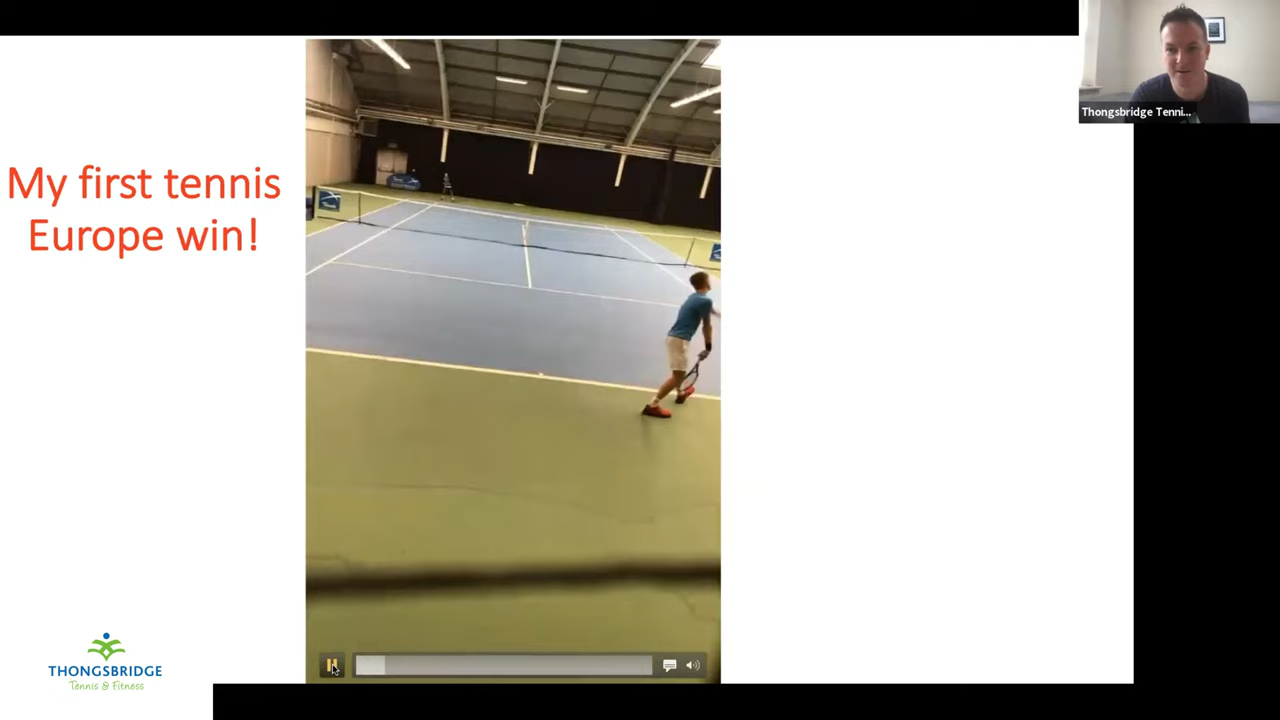 Thongsbridge Tenni...
My first tennis
Europe win!
THONGSBRIDGE
Tennis & Fitness